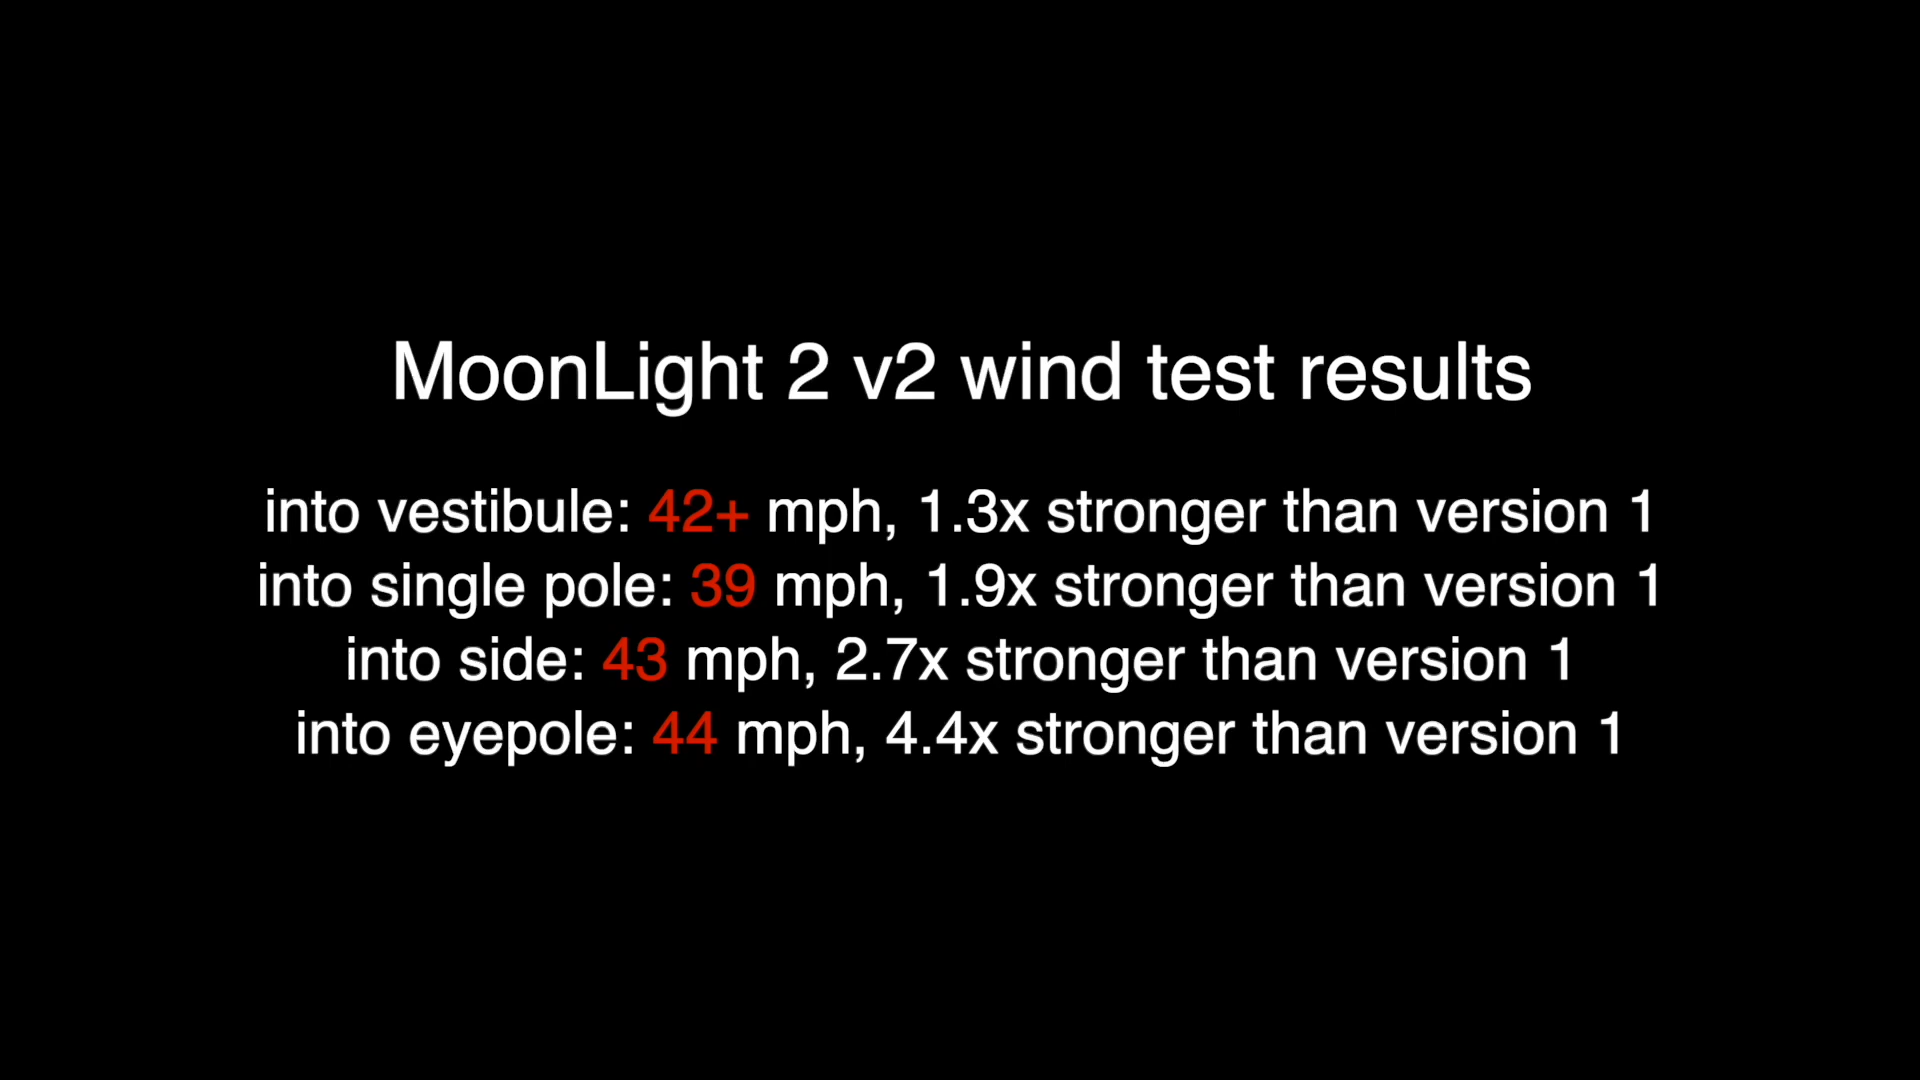 MoonLight 2 v2 wind test results
into vestibule: 42+ mph, 1.3x stronger than version 1
into single pole: 39 mph, 1.9x stronger than version 1
into side: 43 mph, 2.7x stronger than version 1
into eyepole: 44 mph, 4.4x stronger than version 1